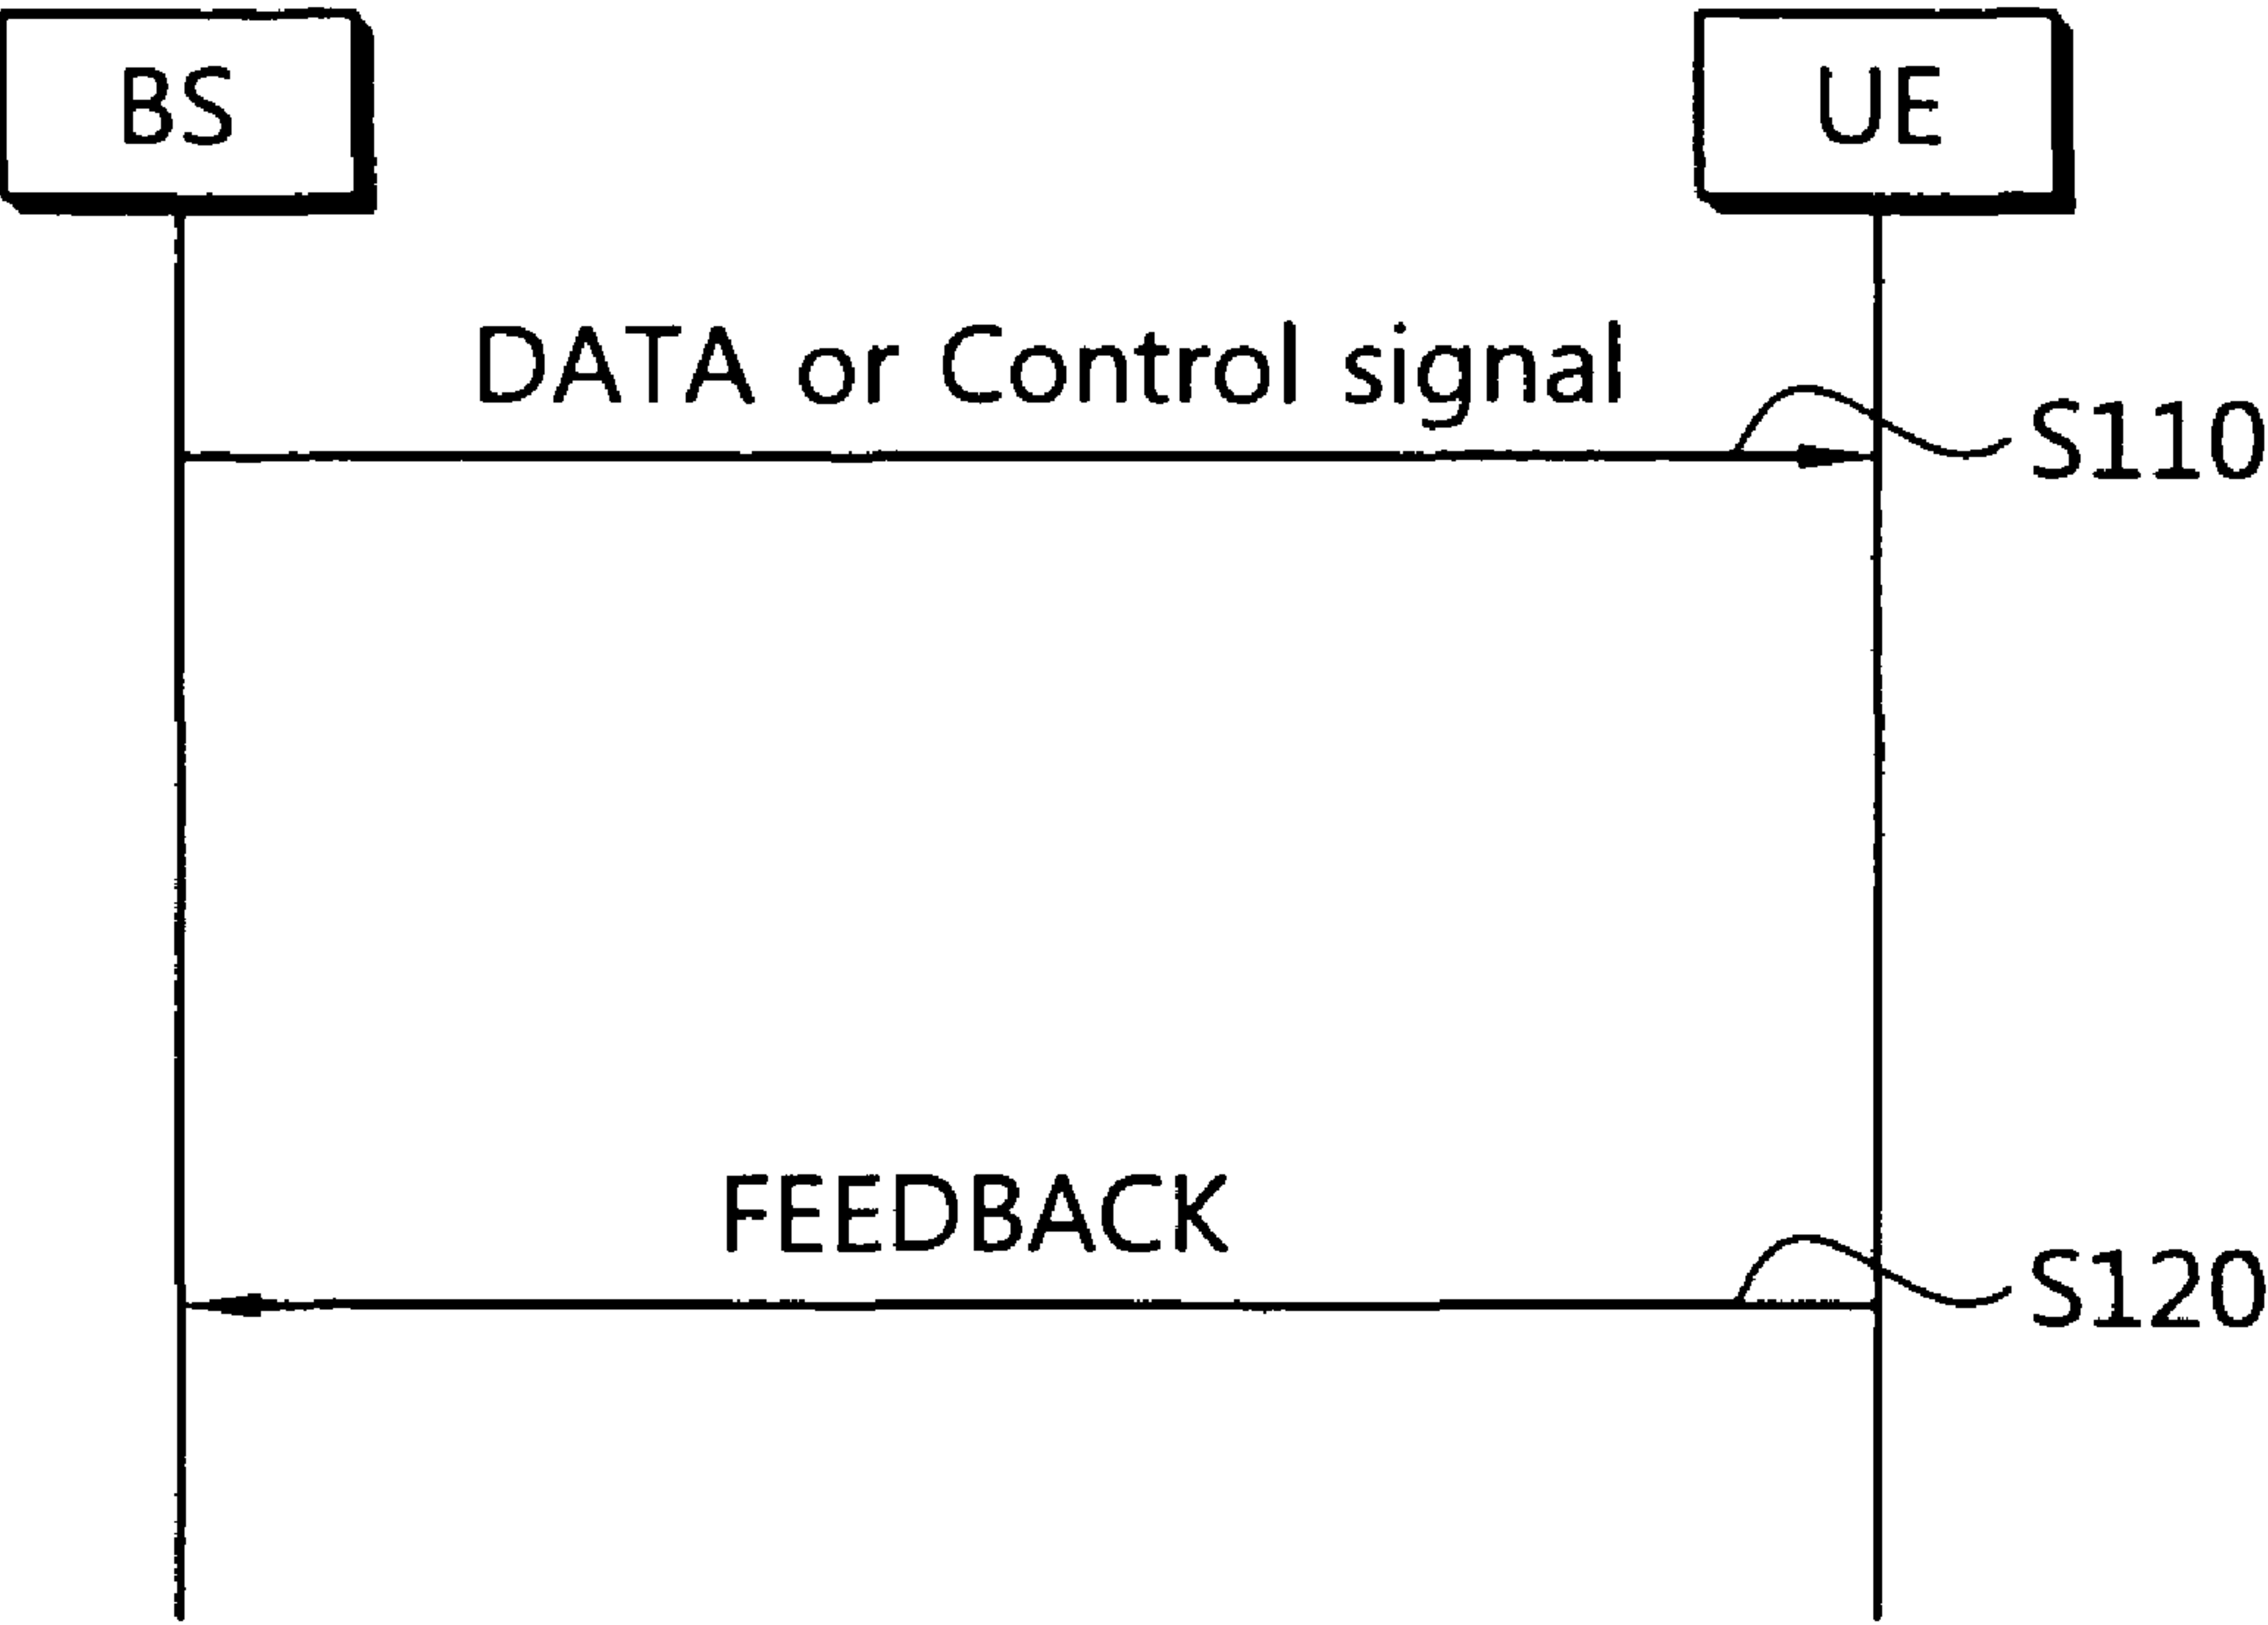 BS
UE
DATA or Control signal
S110
FEEDBACK
S120